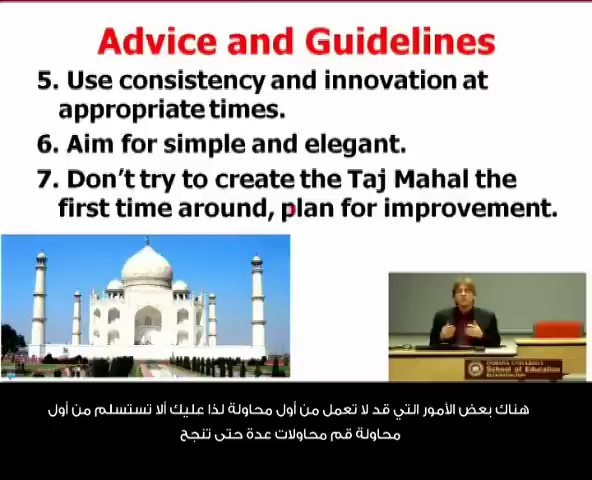 Advice and Guidelines
5. Use consistency and innovation at
appropriate times.
6. Aim for simple and elegant.
7. Don't try to create the Taj Mahal the
first time around, plan for improvement.
INDIANA UNIVERSITY
School of Education
BLOOMINGTON
هناك بعض الأمور التي قد لا تعمل من أول محاولة لذا عليك ألا تستسلم من أول
محاولة قم محاولات عدة حتى تنجح